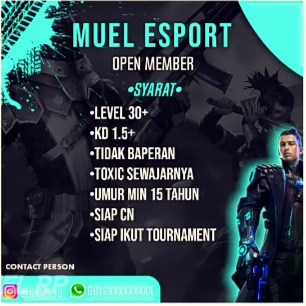 MUEL ESPORT
OPEN MEMBER
•SYARAT•
•LEVEL 30+
•KD 1.5+
•TIDAK BAPERAN
•TOXIC SEWAJARNYA
•UMUR MIN 15 TAHUN
•SIAP CN
•SIAP IKUT TOURNAMENT
CONTACT PERSON